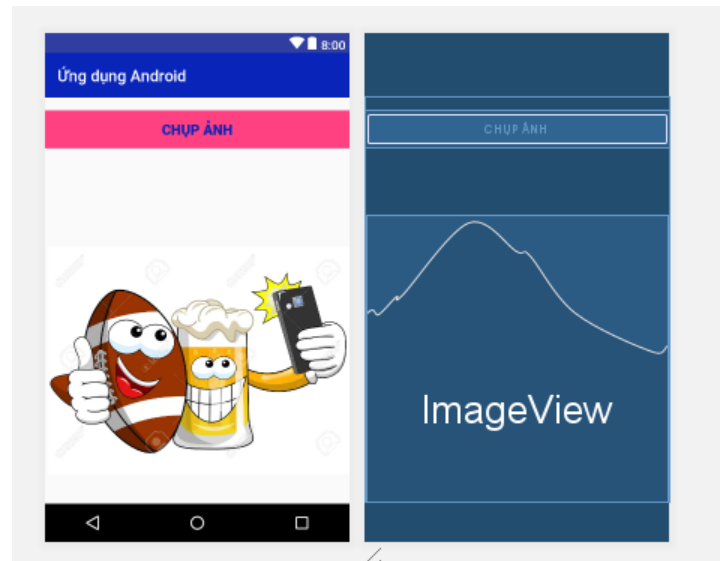 8:00
Ứng dụng Android
CHỤP ẢNH
CHỤP ẢNH
ImageView